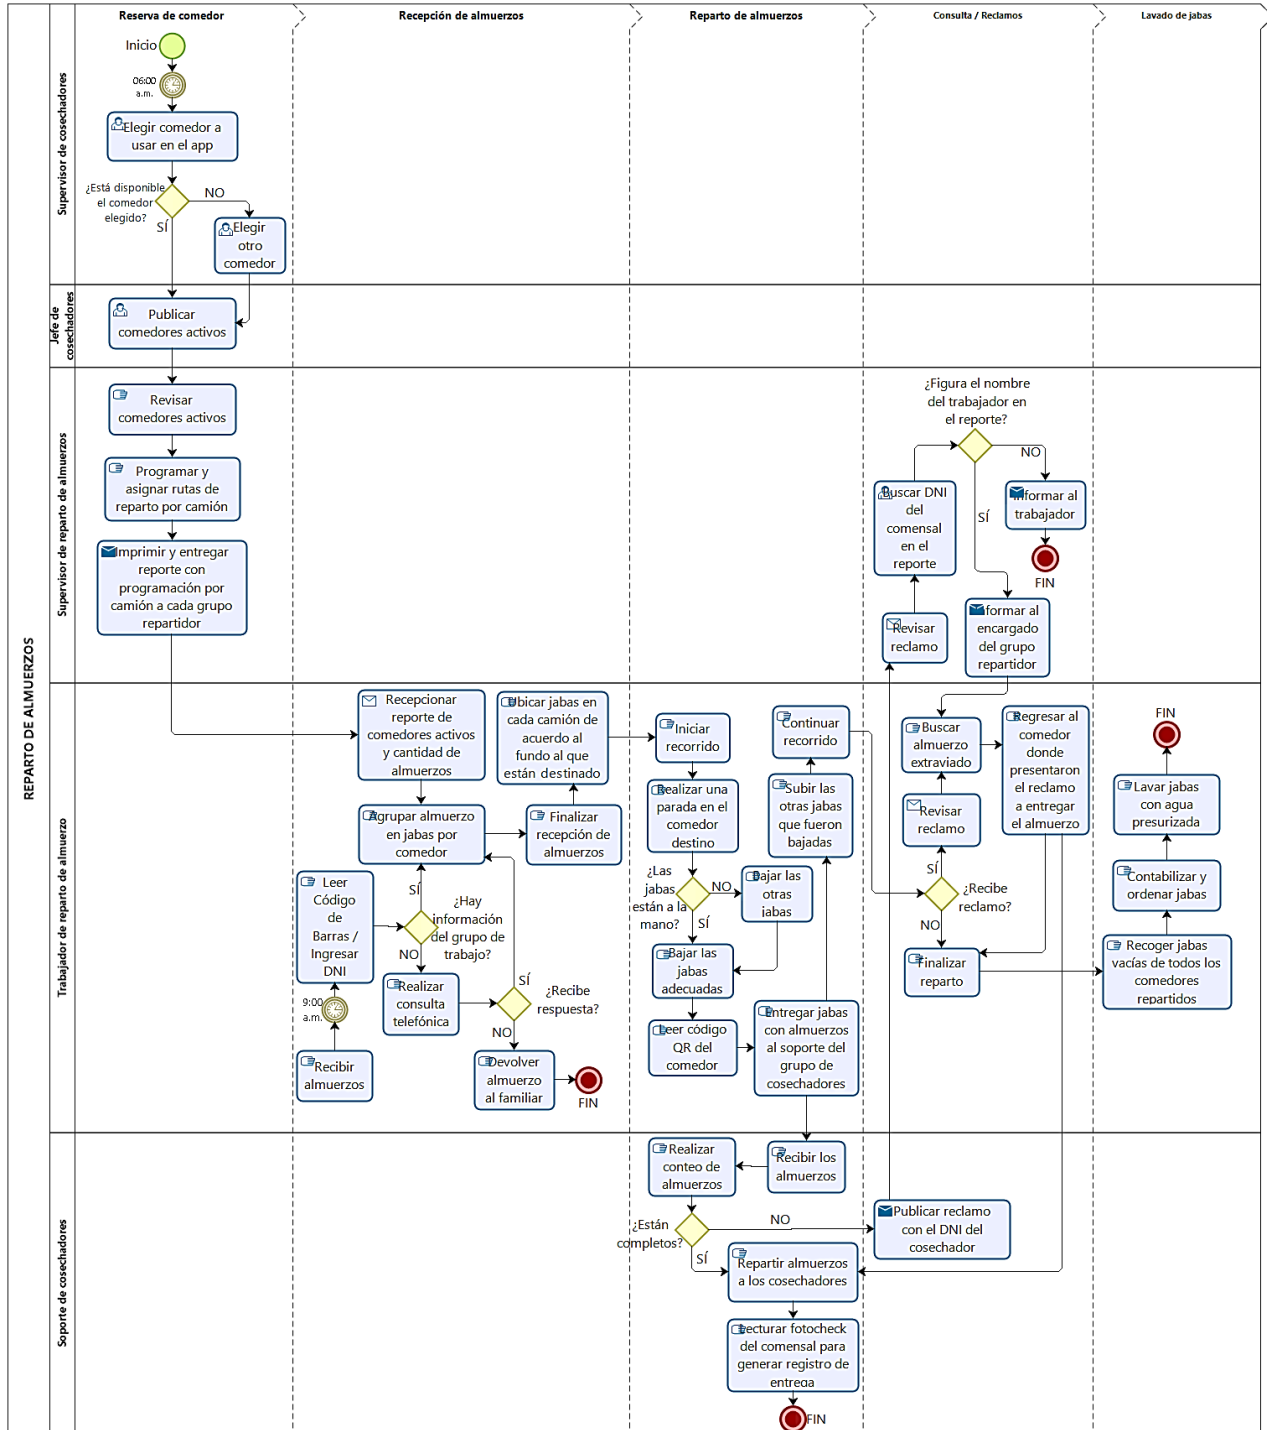 Reserva de comedor
Recepción de almuerzos
Reparto de almuerzos
Consulta / Reclamos
Lavado de jabas
REPARTO DE ALMUERZOS
Supervisor de cosechadores
Inicio
06:00
a.m.
Elegir comedor a
usar en el app
¿Está disponible
el comedor
elegido?
NO
SÍ
Elegir
otro
comedor
Jefe de
cosechadores
Publicar
comedores activos
Supervisor de reparto de almuerzos
Revisar
comedores activos
Programar y
asignar rutas de
reparto por camión
Imprimir y entregar
reporte con
programación por
camión a cada grupo
repartidor
¿Figura el nombre
del trabajador en
el reporte?
NO
SÍ
Buscar DNI
del
comensal
en el
reporte
Informar al
trabajador
FIN
Revisar
reclamo
Informar al
encargado
del grupo
repartidor
Trabajador de reparto de almuerzo
Recepcionar
reporte de
comedores activos
y cantidad de
almuerzos
Ubicar jabas en
cada camión de
acuerdo al
fundo al que
están destinado
Agrupar almuerzo
en jabas por
comedor
Finalizar
recepción de
almuerzos
Leer
Código
de
Barras /
Ingresar
DNI
SÍ
¿Hay
información
del grupo de
trabajo?
NO
Realizar
consulta
telefónica
SÍ
¿Recibe
respuesta?
NO
9:00
a.m.
Recibir
almuerzos
Devolver
almuerzo
al familiar
FIN
Iniciar
recorrido
Continuar
recorrido
Realizar una
parada en el
comedor
destino
Subir las
otras jabas
que fueron
bajadas
¿Las
jabas
están a la
mano?
NO
SÍ
Bajar las
otras
jabas
Bajar las
jabas
adecuadas
Leer código
QR del
comedor
Entregar jabas
con almuerzos
al soporte del
grupo de
cosechadores
Buscar
almuerzo
extraviado
Regresar al
comedor
donde
presentaron
el reclamo
a entregar
el almuerzo
Revisar
reclamo
SÍ
¿Recibe
reclamo?
NO
Finalizar
reparto
FIN
Lavar jabas
con agua
presurizada
Contabilizar y
ordenar jabas
Recoger jabas
vacías de todos los
comedores
repartidos
Soporte de cosechadores
Realizar
conteo de
almuerzos
Recibir los
almuerzos
¿Están
completos?
NO
SÍ
Publicar reclamo
con el DNI del
cosechador
Repartir almuerzos
a los cosechadores
Lecturar fotocheck
del comensal para
generar registro de
entrega
FIN